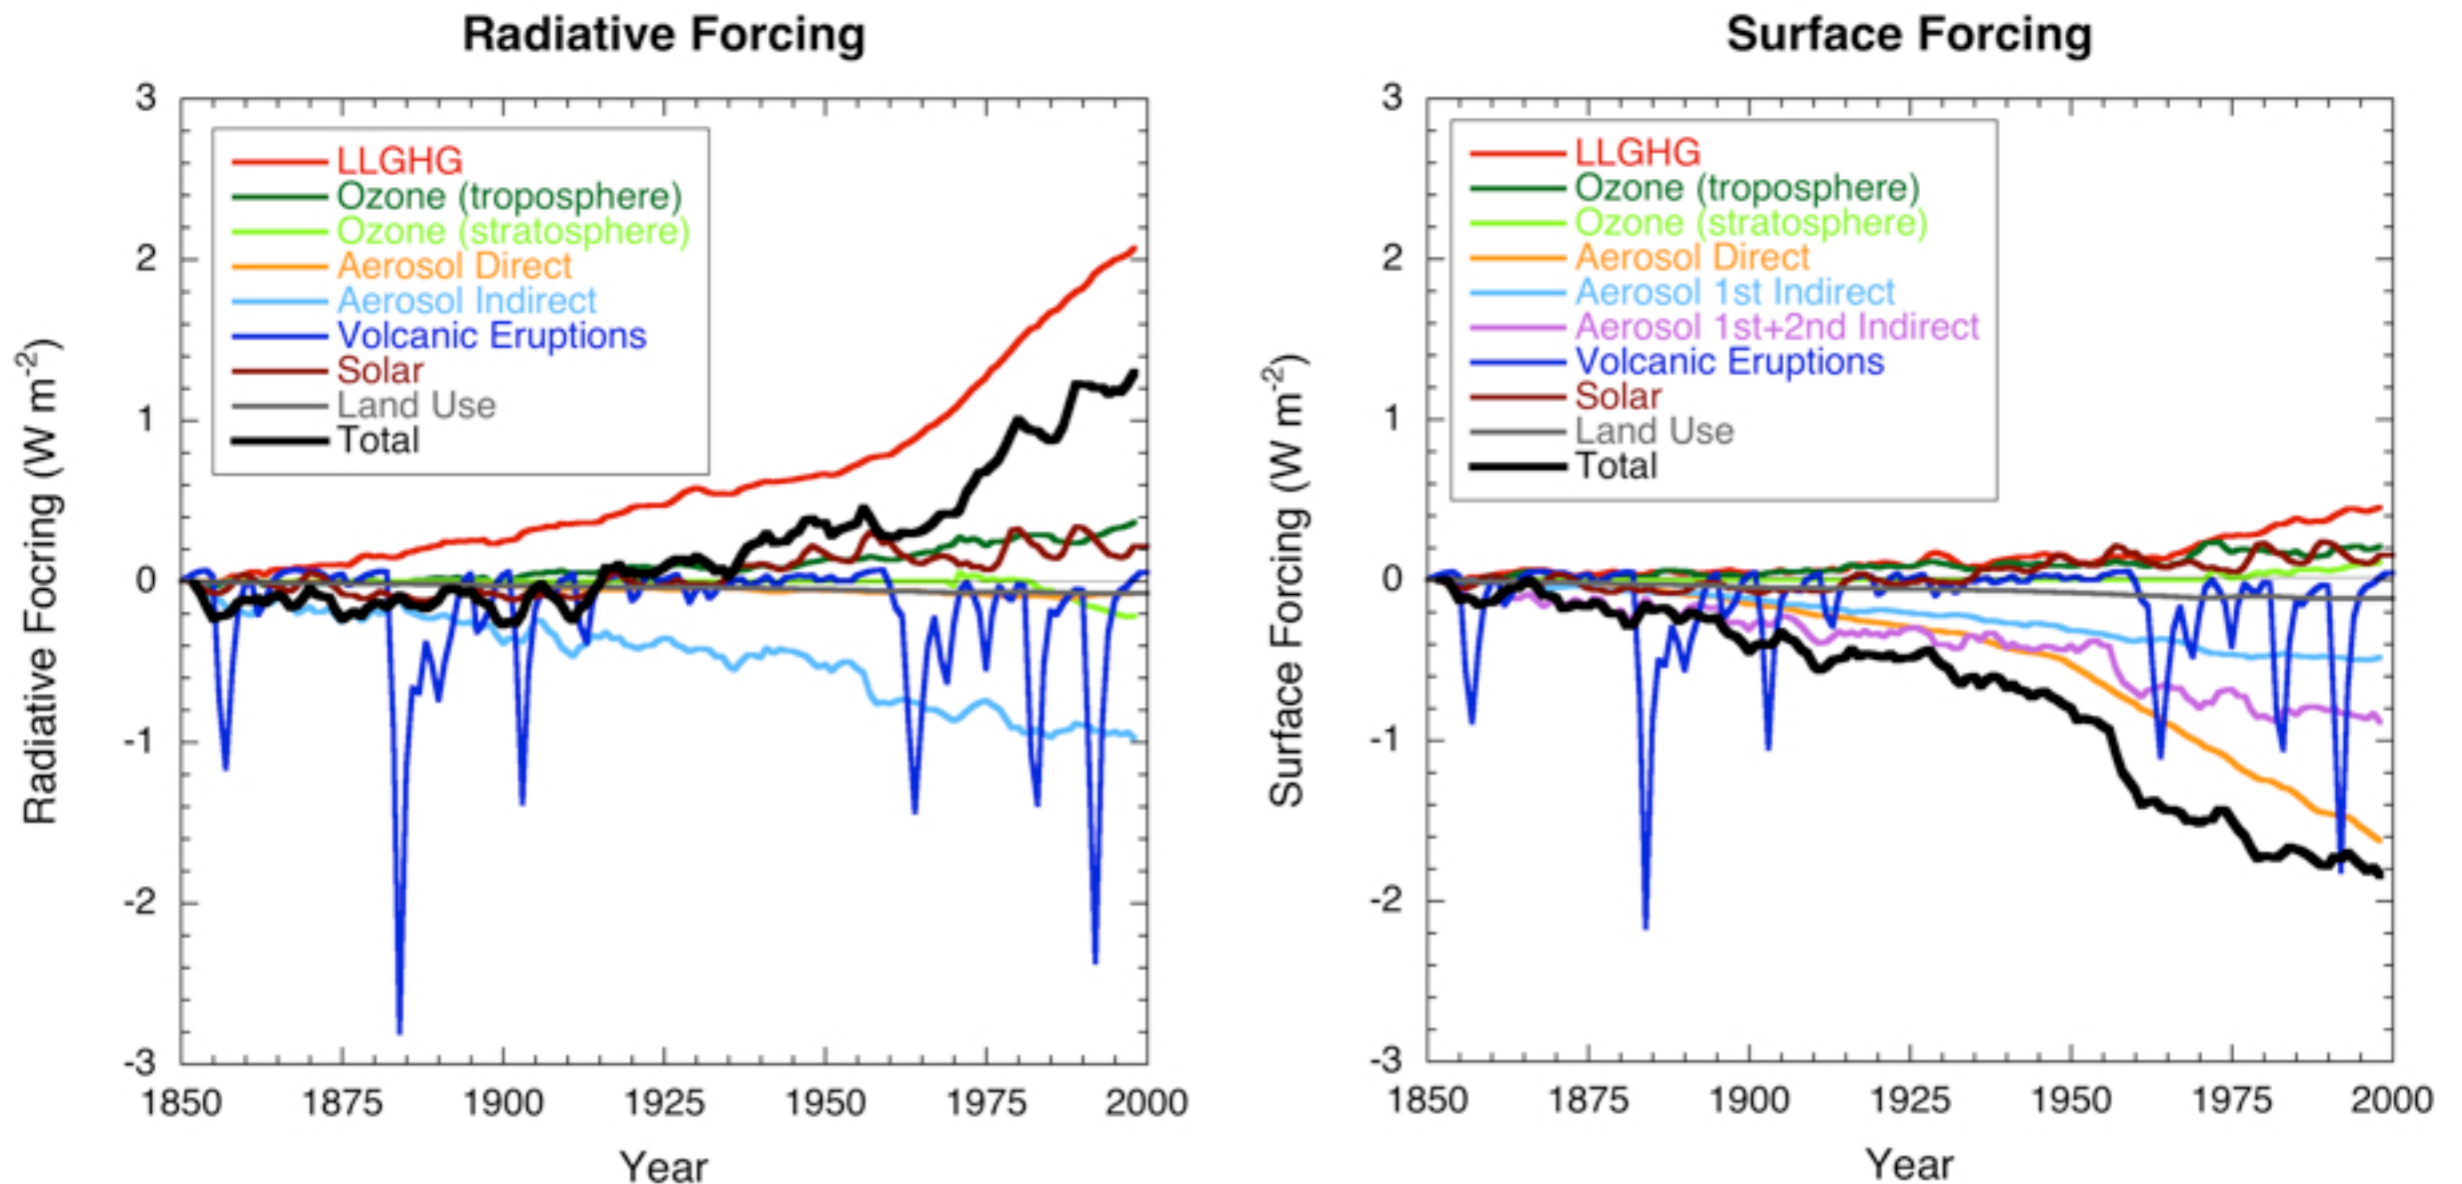 Radiative Forcing
Radiative Focring (W m-2)
3
2
1
0
-1
-2
-3
LLGHG
Ozone (troposphere)
Ozone (stratosphere)
Aerosol Direct
Aerosol Indirect
Volcanic Eruptions
Solar
Land Use
Total
1850 1875 1900 1925 1950 1975 2000
Year
Surface Forcing
Surface Forcing (W m-2)
3
2
1
0
-1
-2
-3
LLGHG
Ozone (troposphere)
Ozone (stratosphere)
Aerosol Direct
Aerosol 1st Indirect
Aerosol 1st+2nd Indirect
Volcanic Eruptions
Solar
Land Use
Total
1850 1875 1900 1925 1950 1975 2000
Year